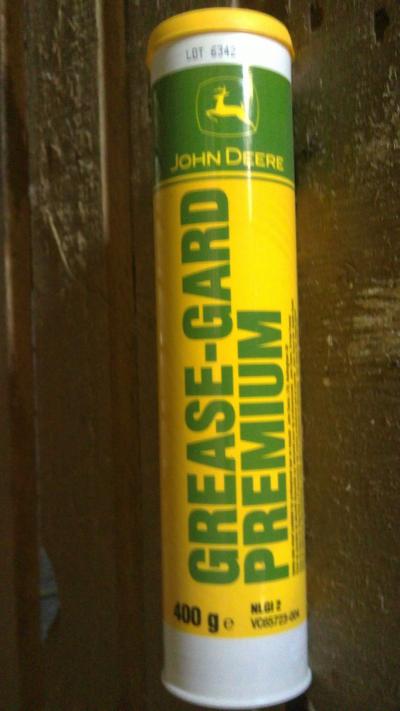 LOT 6342
JOHN DEERE
GREASE-GARD
PREMIUM
400 g e
NLGI 2